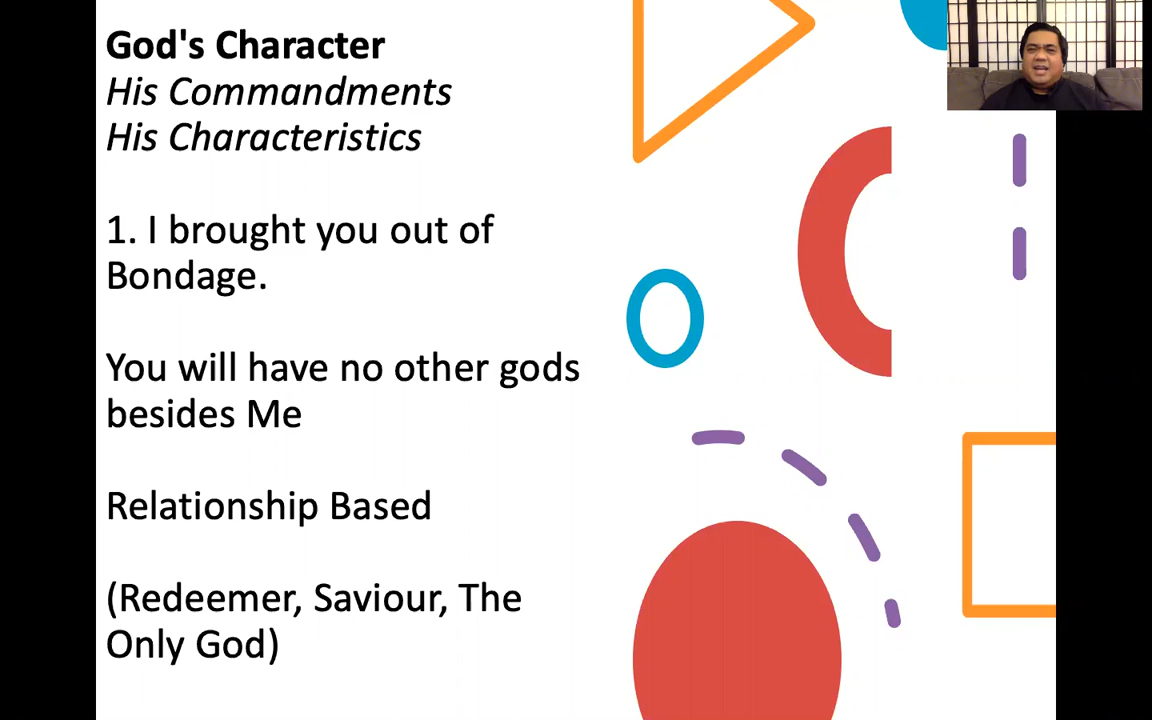 God's Character
His Commandments
His Characteristics
1. I brought you out of
Bondage.
You will have no other gods
besides Me
Relationship Based
(Redeemer, Saviour, The
Only God)